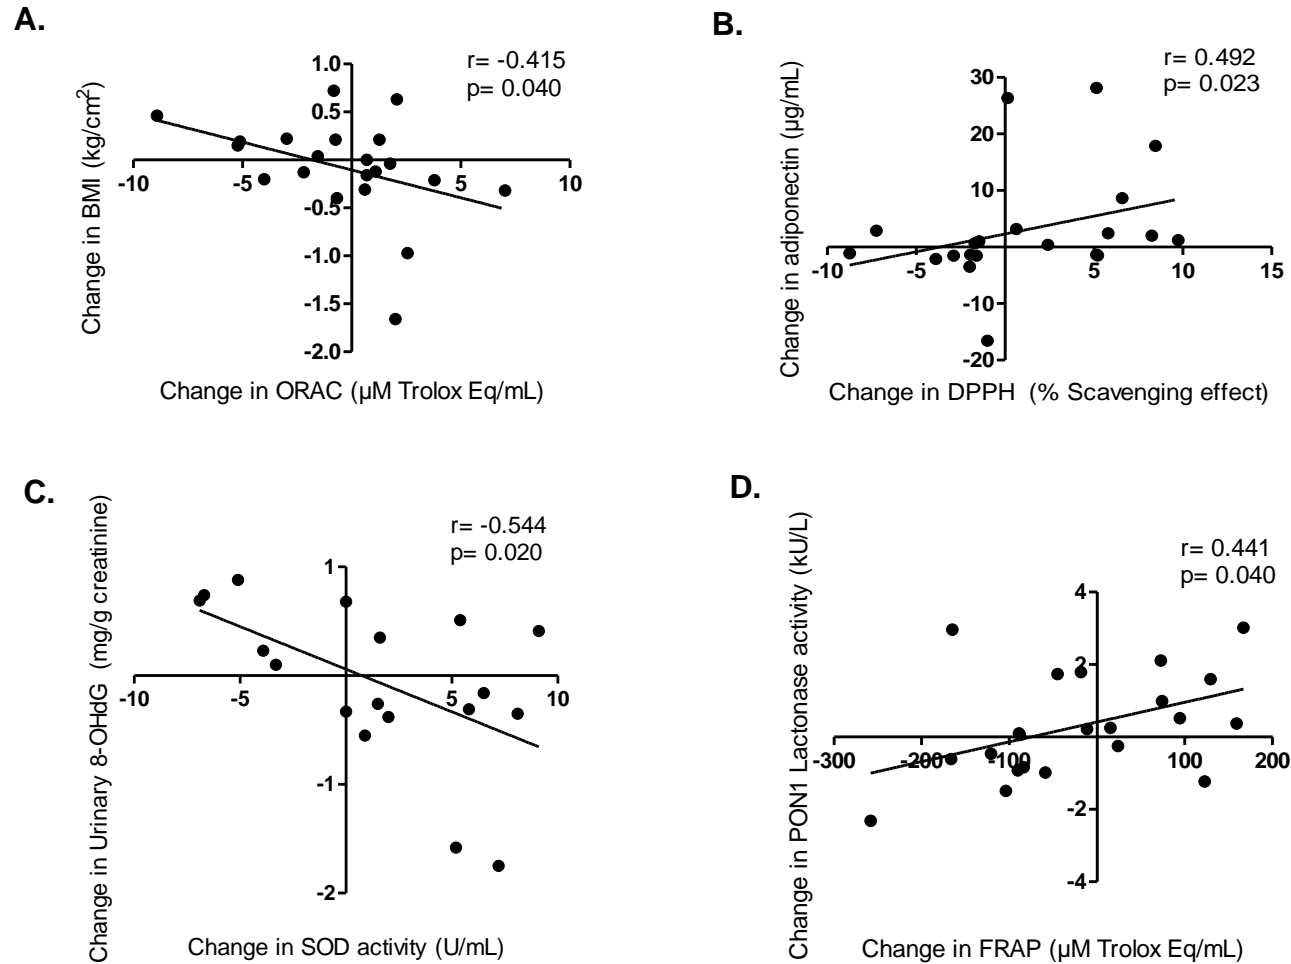 A.
r= -0.415
p= 0.040
Change in BMI (kg/cm²)
1.0
0.5
-10
-5
5
10
-0.5
-1.0
-1.5
-2.0
Change in ORAC (µM Trolox Eq/mL)
B.
r= 0.492
p= 0.023
Change in adiponectin (µg/mL)
30
20
10
-10
-5
5
10
15
-10
-20
Change in DPPH (% Scavenging effect)
C.
r= -0.544
p= 0.020
Change in Urinary 8-OHdG (mg/g creatinine)
1
-10
-5
5
10
-1
-2
Change in SOD activity (U/mL)
D.
r= 0.441
p= 0.040
Change in PON1 Lactonase activity (kU/L)
4
2
-300
-200
-100
100
200
-2
-4
Change in FRAP (µM Trolox Eq/mL)